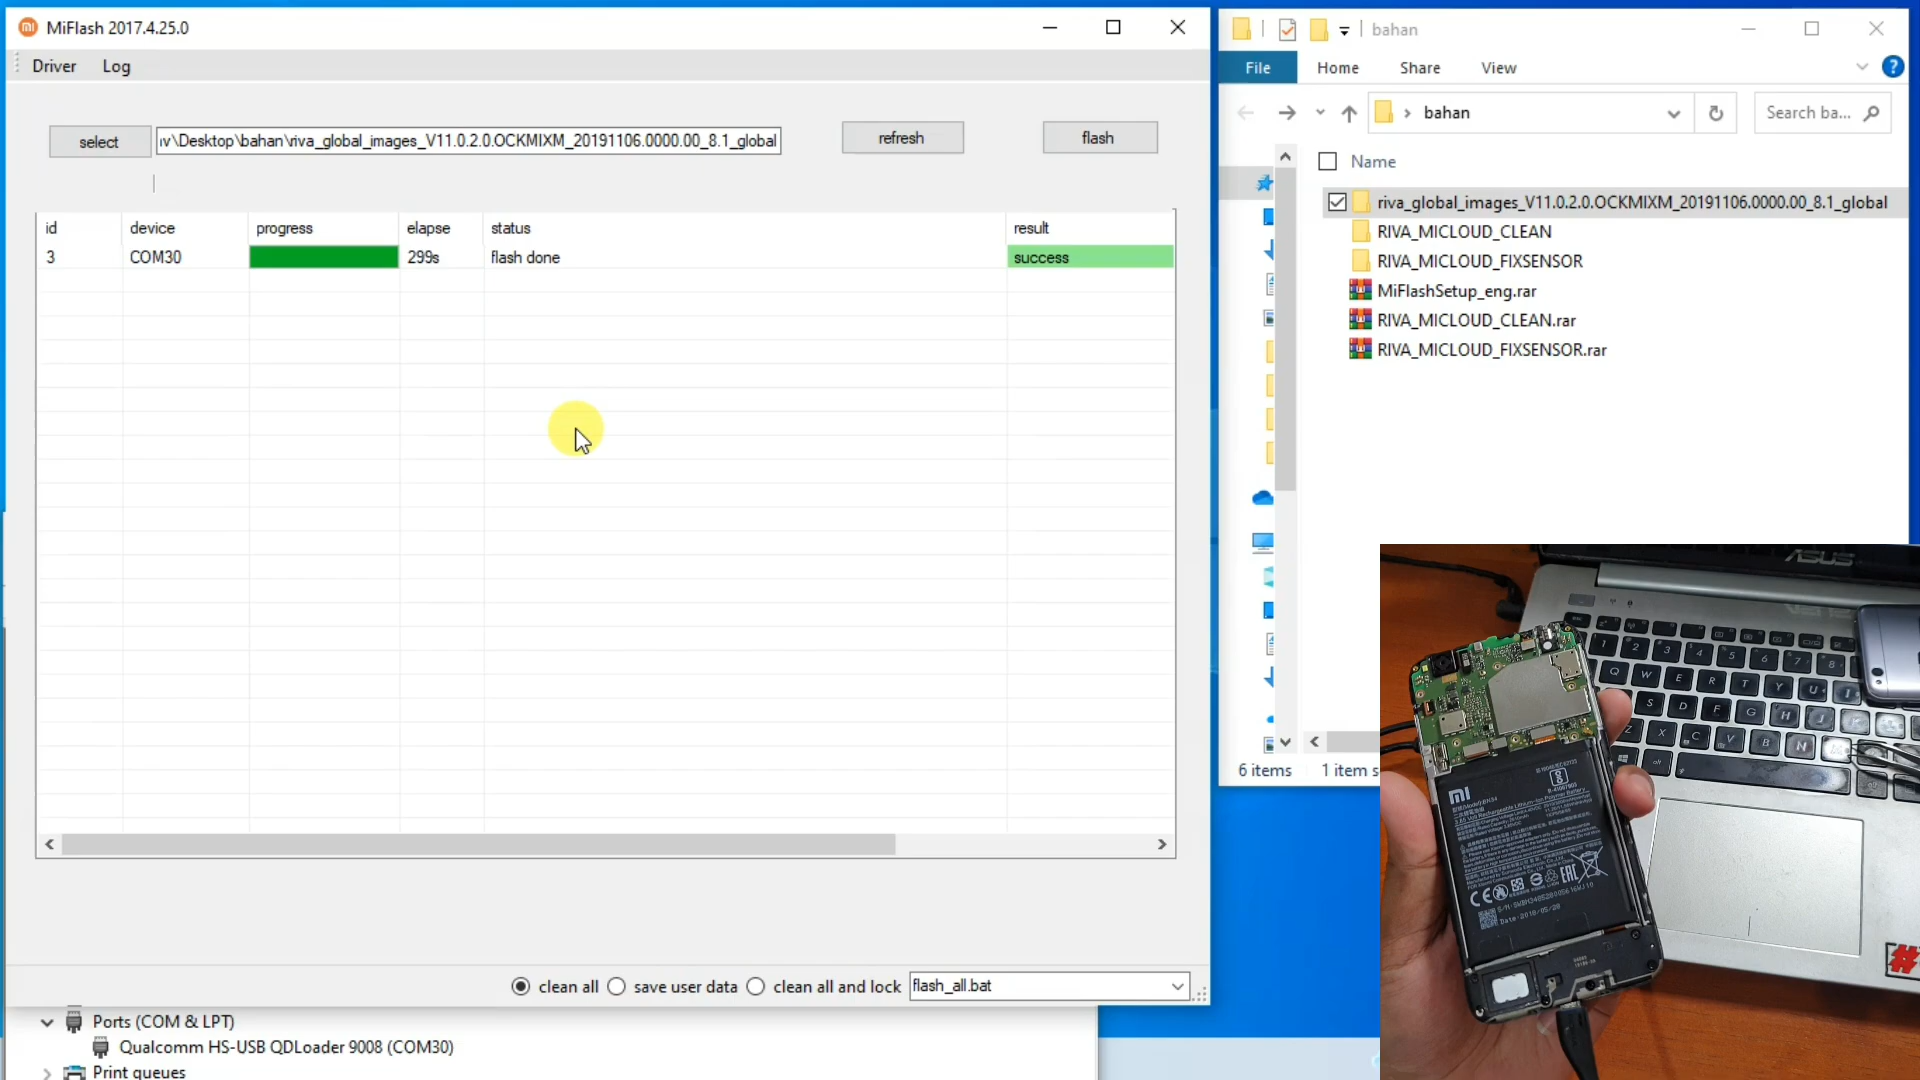 MiFlash 2017.4.25.0
Driver Log
select
\Desktop\bahan\riva_global_images_V11.0.2.0.OCKMIXM_20191106.0000.00_8.1_global
refresh
flash
id device progress elapse status result
3 COM30 299s flash done success
clean all save user data clean all and lock flash_all.bat
Ports (COM & LPT)
Qualcomm HS-USB QDLoader 9008 (COM30)
Print queues
bahan
File Home Share View
bahan
Search ba...
Name
riva_global_images_V11.0.2.0.OCKMIXM_20191106.0000.00_8.1_global
RIVA_MICLOUD_CLEAN
RIVA_MICLOUD_FIXSENSOR
MiFlashSetup_eng.rar
RIVA_MICLOUD_CLEAN.rar
RIVA_MICLOUD_FIXSENSOR.rar
6 items 1 item s
ASUS
MI